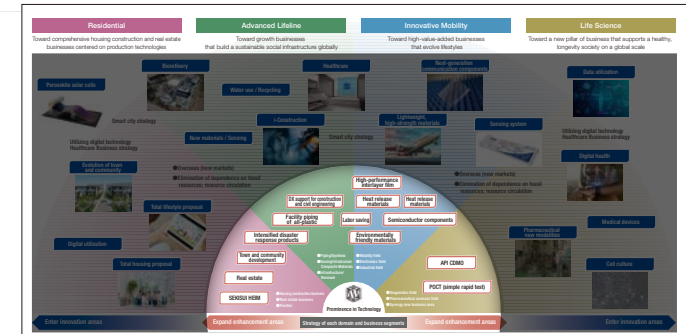 Residential
Toward comprehensive housing construction and real estate
businesses centered on production technologies
Advanced Lifeline
Toward growth businesses
that build a sustainable social infrastructure globally
Innovative Mobility
Toward high-value-added businesses
that evolve lifestyles
Life Science
Toward a new pillar of business that supports a healthy,
longevity society on a global scale
Perovskite solar cells
Biorefinery
Water use / Recycling
Healthcare
Next-generation
communication components
Data utilization
Smart city strategy
i-Construction
Lightweight,
high-strength materials
Sensing system
Utilizing digital technology
Healthcare Business strategy
New materials / Sensing
Smart city strategy
Utilizing digital technology
Healthcare Business strategy
Evolution of town
and community
Overseas (new markets)
Elimination of dependence on fossil
resources; resource circulation
Overseas (new markets)
Elimination of dependence on fossil
resources; resource circulation
Digital health
Total lifestyle proposal
Digital utilization
Total housing proposal
Pharmaceutical
new modalities
Medical devices
Cell culture
High-performance
interlayer film
DX support for construction
and civil engineering
Heat release
materials
Heat release
materials
Facility piping
of all-plastic
Labor saving
Semiconductor components
Intensified disaster
response products
Environmentally
friendly materials
Town and community
development
Real estate
SEKISUI HEIM
API CDMO
POCT (simple rapid test)
Prominence in Technology
Enter innovation areas
Expand enhancement areas
Strategy of each domain and business segments
Expand enhancement areas
Enter innovation areas